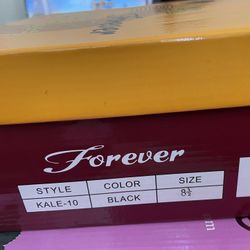 Forever
STYLE COLOR SIZE
KALE-10 BLACK 8½